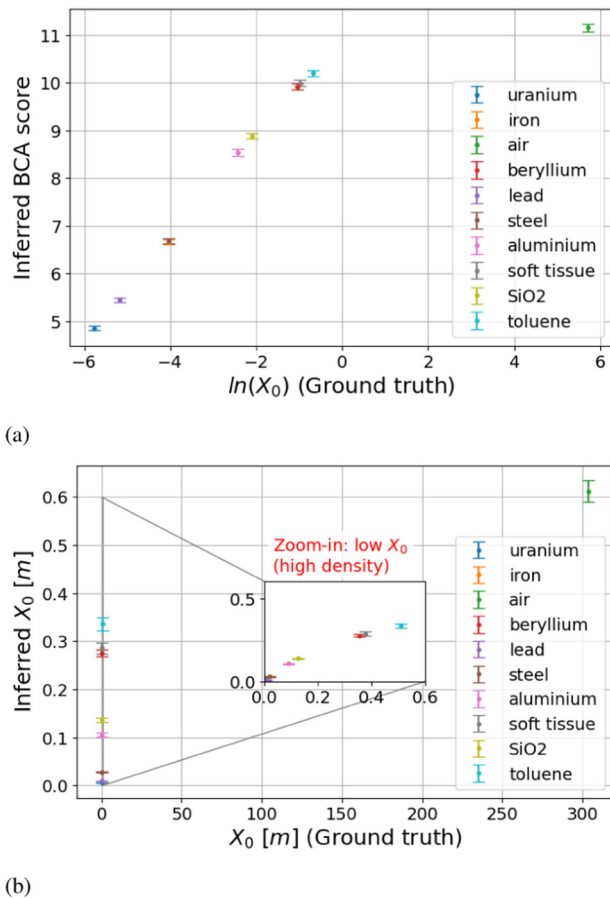 11
10
9
8
7
6
5
Inferred BCA score
uranium
iron
air
beryllium
lead
steel
aluminium
soft tissue
SiO2
toluene
−6 −4 −2 0 2 4 6
ln(X0) (Ground truth)
(a)
0.6
0.5
0.4
0.3
0.2
0.1
0.0
Inferred X0 [m]
Zoom-in: low X0
(high density)
0.5
0.0
0.0 0.2 0.4 0.6
uranium
iron
air
beryllium
lead
steel
aluminium
soft tissue
SiO2
toluene
0 50 100 150 200 250 300
X0 [m] (Ground truth)
(b)